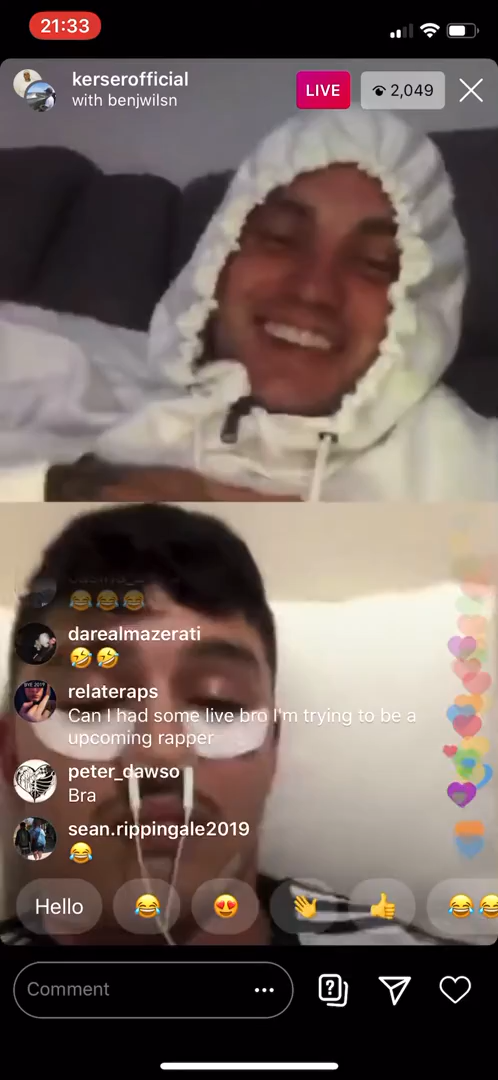 21:33
kerserofficial
with benjwilsn
LIVE
2,049
😂😂😂
darealmazerati
🤣🤣
relateraps
Can I had some live bro I'm trying to be a
upcoming rapper
peter_dawso
Bra
sean.rippingale2019
😂
Hello 😂 😍 👋 👍 😂😂
Comment